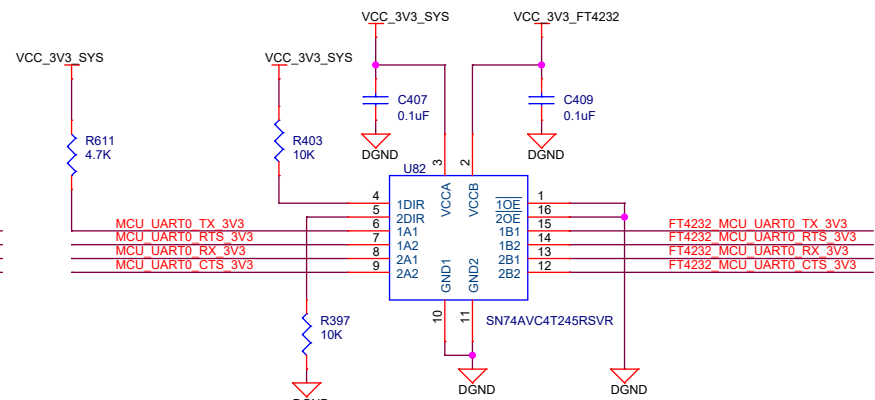 VCC_3V3_SYS
VCC_3V3_FT4232
VCC_3V3_SYS
VCC_3V3_SYS
C407
0.1uF
C409
0.1uF
R611
4.7K
R403
10K
DGND
DGND
U82
3
2
VCCA
VCCB
4
1DIR
1OE
1
5
2DIR
2OE
16
MCU_UART0_TX_3V3
6
1A1
1B1
15
FT4232_MCU_UART0_TX_3V3
MCU_UART0_RTS_3V3
7
1A2
1B2
14
FT4232_MCU_UART0_RTS_3V3
MCU_UART0_RX_3V3
8
2A1
2B1
13
FT4232_MCU_UART0_RX_3V3
MCU_UART0_CTS_3V3
9
2A2
2B2
12
FT4232_MCU_UART0_CTS_3V3
GND1
GND2
10
11
SN74AVC4T245RSVR
R397
10K
DGND
DGND
DGND